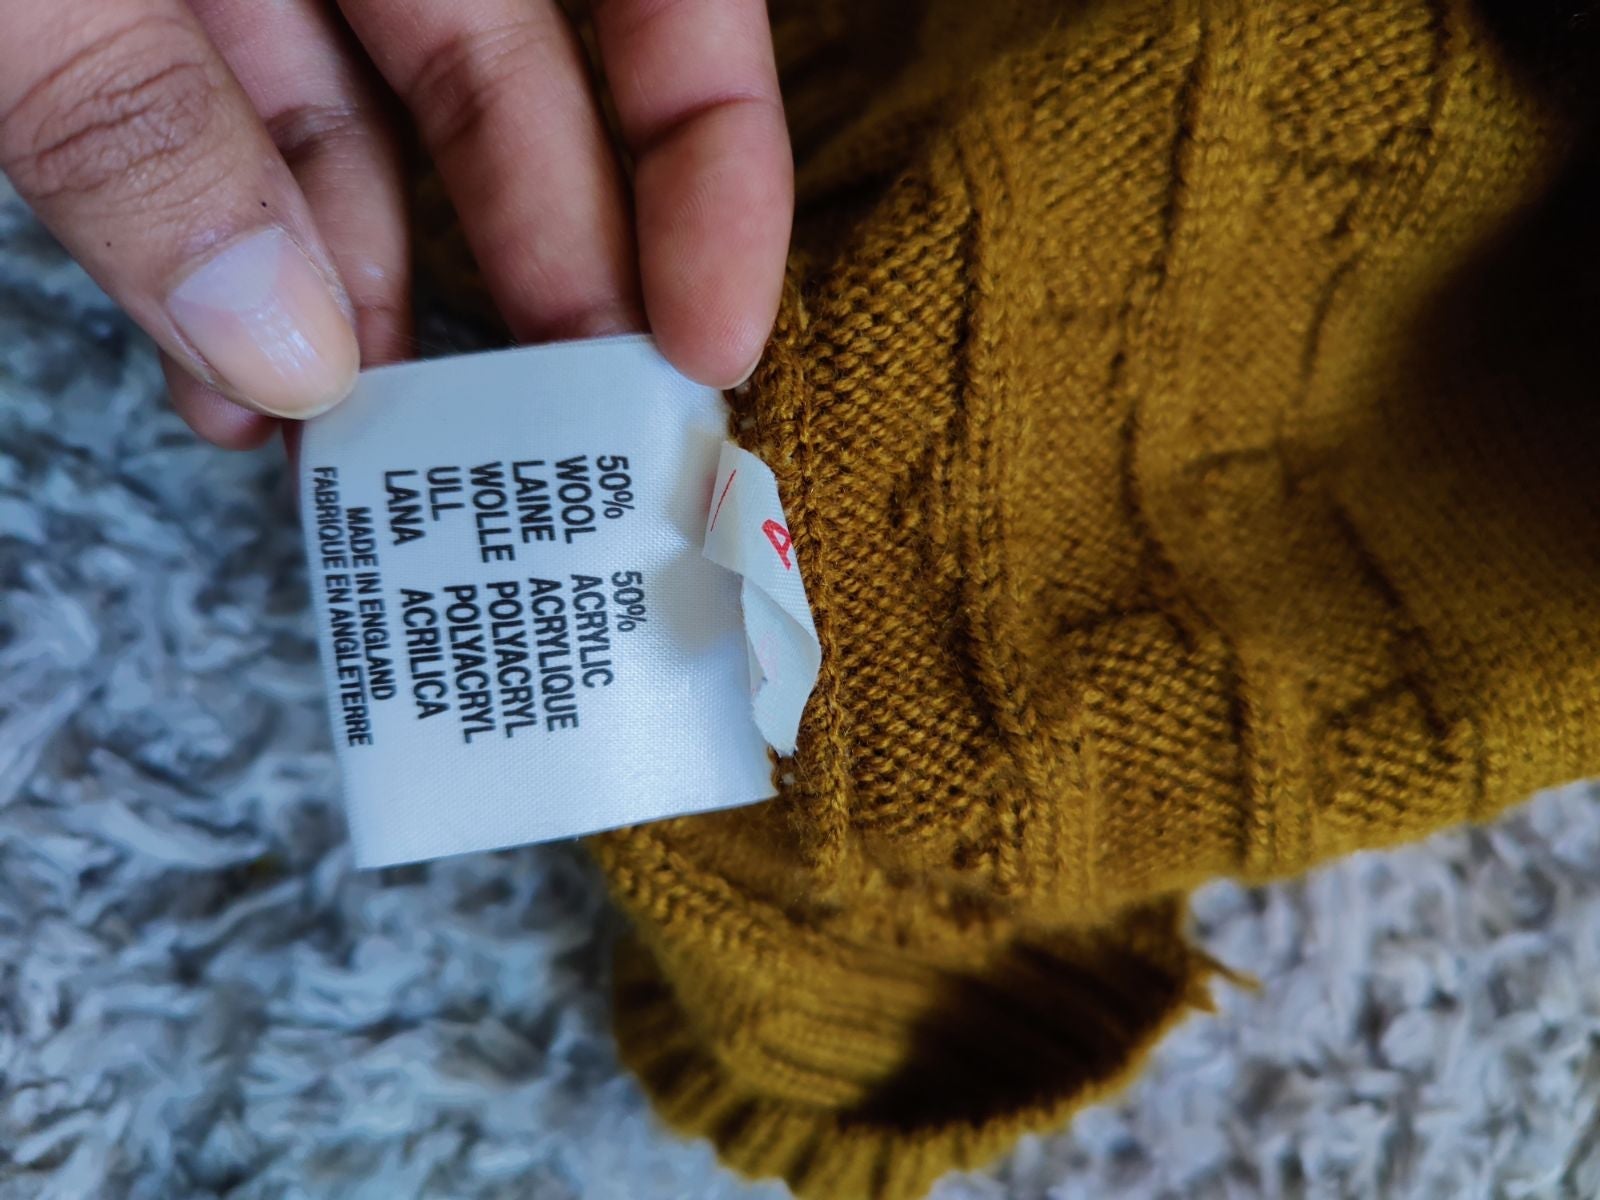 50% 50%
WOOL ACRYLIC
LAINE ACRYLIQUE
WOLLE POLYACRYL
ULL POLYACRYL
LANA ACRILICA
MADE IN ENGLAND
FABRIQUE EN ANGLETERRE
A